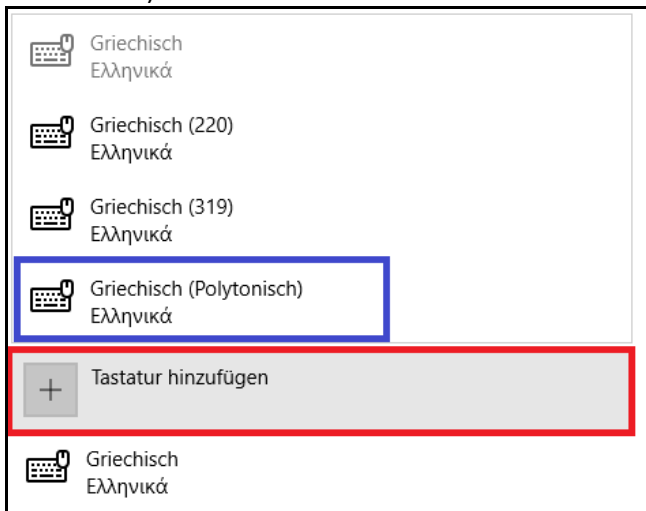 Griechisch
Ελληνικά
Griechisch (220)
Ελληνικά
Griechisch (319)
Ελληνικά
Griechisch (Polytonisch)
Ελληνικά
Tastatur hinzufügen
Griechisch
Ελληνικά